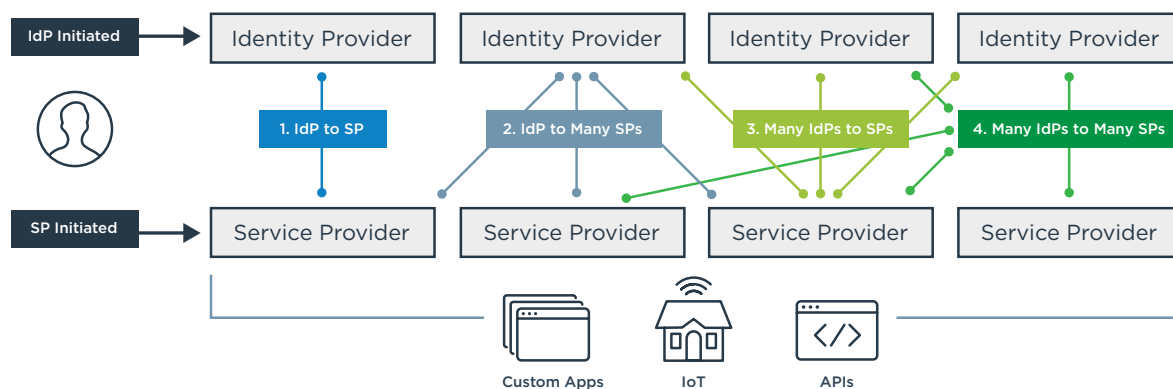 IdP Initiated
Identity Provider
Identity Provider
Identity Provider
Identity Provider
1. IdP to SP
2. IdP to Many SPs
3. Many IdPs to SPs
4. Many IdPs to Many SPs
SP Initiated
Service Provider
Service Provider
Service Provider
Service Provider
</>
Custom Apps
IoT
APIs